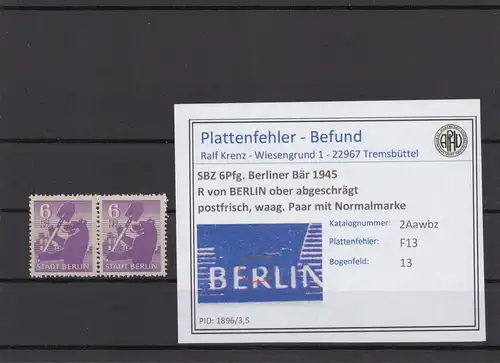 6
6
STADT BERLIN
STADT BERLIN
Plattenfehler - Befund
Ralf Krenz - Wiesengrund 1 - 22967 Tremsbüttel
SBZ 6Pfg. Berliner Bär 1945
R von BERLIN ober abgeschrägt
postfrisch, waag. Paar mit Normalmarke
Katalognummer: 2Aawbz
Plattenfehler: F13
Bogenfeld: 13
BERLIN
PID: 1896/3,5